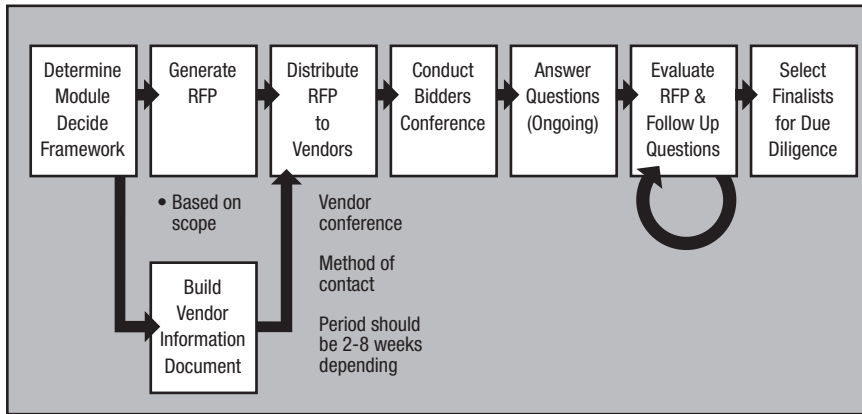 Determine
Module
Decide
Framework
Generate
RFP
Distribute
RFP
to
Vendors
Conduct
Bidders
Conference
Answer
Questions
(Ongoing)
Evaluate
RFP &
Follow Up
Questions
Select
Finalists
for Due
Diligence
• Based on
scope
Vendor
conference
Method of
contact
Period should
be 2-8 weeks
depending
Build
Vendor
Information
Document